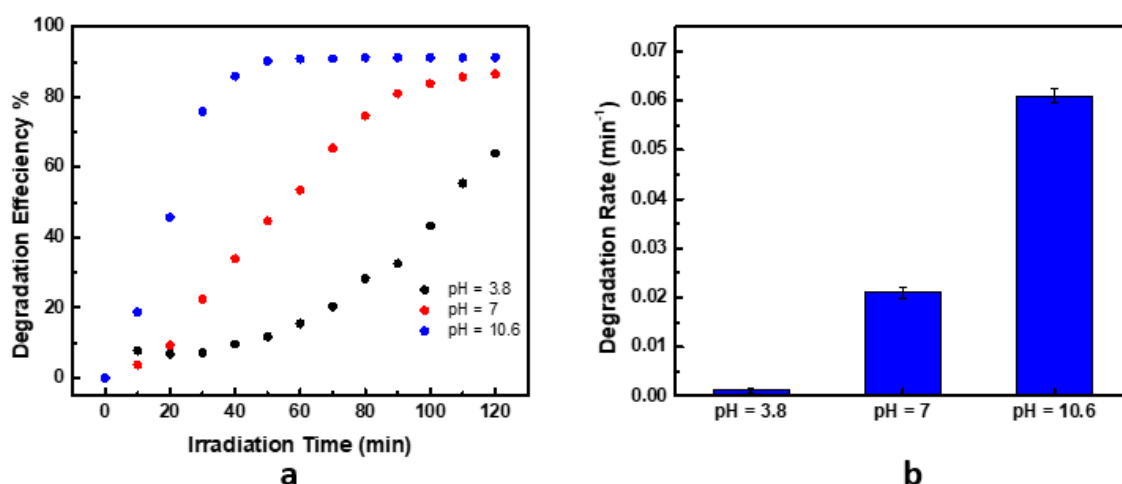 100
80
60
40
20
0
Degradation Effeciency %
pH = 3.8
pH = 7
pH = 10.6
0 20 40 60 80 100 120
Irradiation Time (min)
a
0.07
0.06
0.05
0.04
0.03
0.02
0.01
0.00
Degradation Rate (min⁻¹)
pH = 3.8 pH = 7 pH = 10.6
b